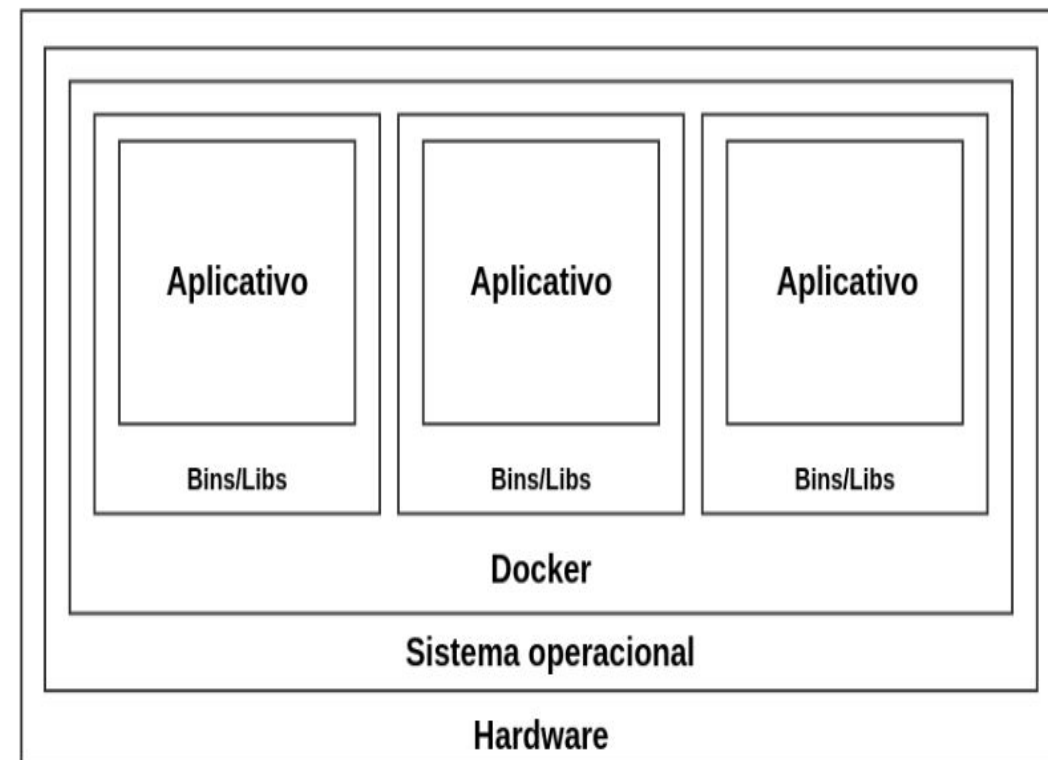 Aplicativo Aplicativo Aplicativo
Bins/Libs Bins/Libs Bins/Libs
Docker
Sistema operacional
Hardware